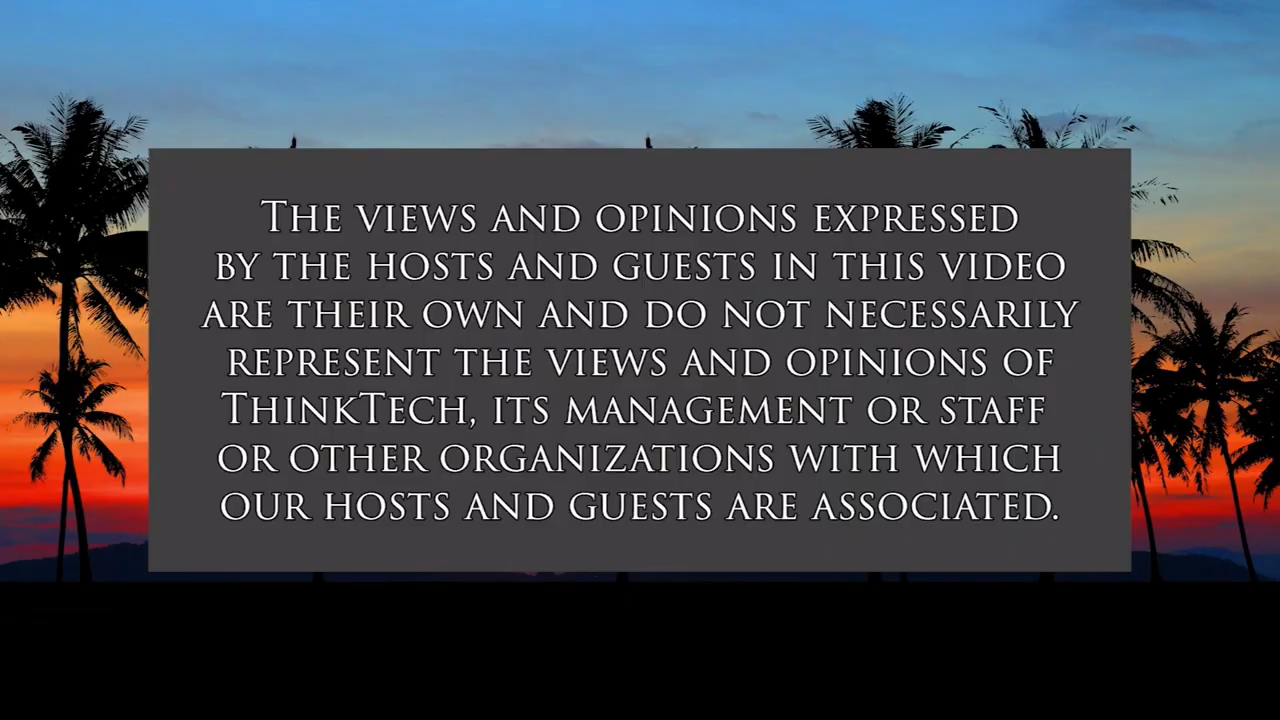 The views and opinions expressed
by the hosts and guests in this video
are their own and do not necessarily
represent the views and opinions of
ThinkTech, its management or staff
or other organizations with which
our hosts and guests are associated.